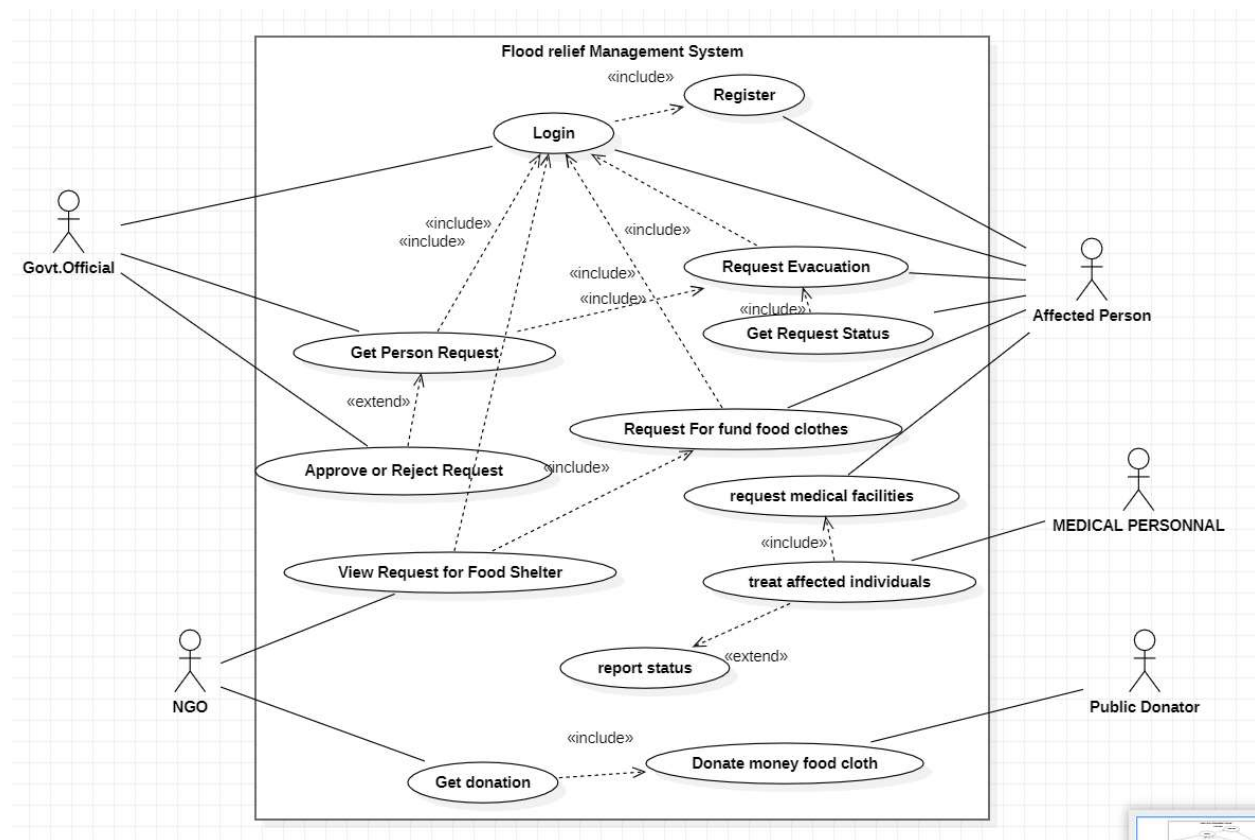 Flood relief Management System
«include»
Register
Login
«include»
«include»
«include»
Govt.Official
Request Evacuation
«include»
«include»
«include»
Affected Person
Get Request Status
Get Person Request
«extend»
Request For fund food clothes
Approve or Reject Request
«include»
request medical facilities
MEDICAL PERSONNAL
«include»
View Request for Food Shelter
treat affected individuals
«extend»
report status
NGO
Public Donator
«include»
Donate money food cloth
Get donation